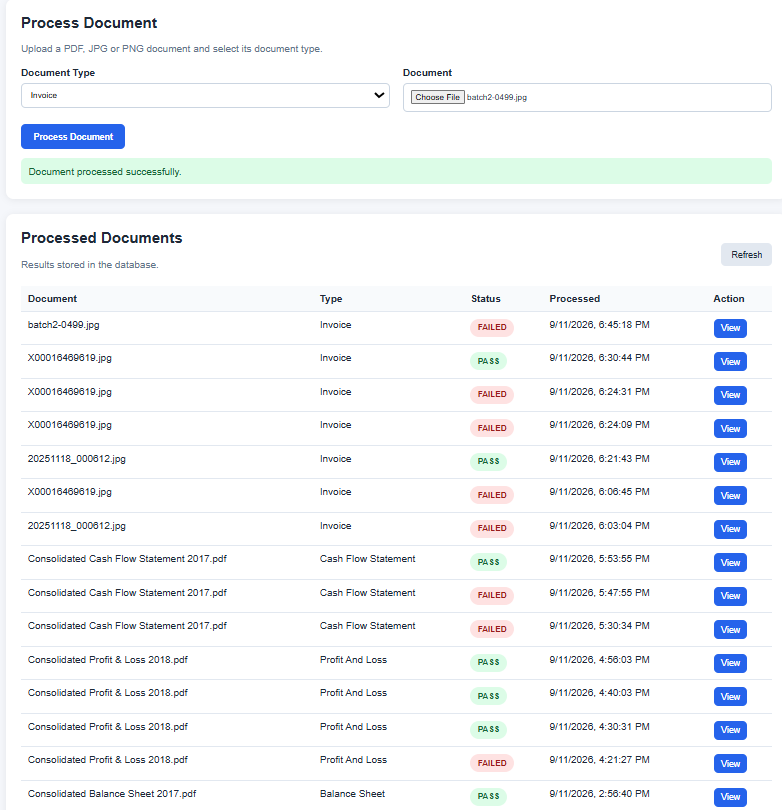 Process Document
Upload a PDF, JPG or PNG document and select its document type.
Document Type
Document
Invoice
Choose File batch2-0499.jpg
Process Document
Document processed successfully.
Processed Documents
Results stored in the database.
Refresh
Document Type Status Processed Action
batch2-0499.jpg Invoice FAILED 9/11/2026, 6:45:18 PM View
X00016469619.jpg Invoice PASS 9/11/2026, 6:30:44 PM View
X00016469619.jpg Invoice FAILED 9/11/2026, 6:24:31 PM View
X00016469619.jpg Invoice FAILED 9/11/2026, 6:24:09 PM View
20251118_000612.jpg Invoice PASS 9/11/2026, 6:21:43 PM View
X00016469619.jpg Invoice FAILED 9/11/2026, 6:06:45 PM View
20251118_000612.jpg Invoice FAILED 9/11/2026, 6:03:04 PM View
Consolidated Cash Flow Statement 2017.pdf Cash Flow Statement PASS 9/11/2026, 5:53:55 PM View
Consolidated Cash Flow Statement 2017.pdf Cash Flow Statement FAILED 9/11/2026, 5:47:55 PM View
Consolidated Cash Flow Statement 2017.pdf Cash Flow Statement FAILED 9/11/2026, 5:30:34 PM View
Consolidated Profit & Loss 2018.pdf Profit And Loss PASS 9/11/2026, 4:56:03 PM View
Consolidated Profit & Loss 2018.pdf Profit And Loss PASS 9/11/2026, 4:40:03 PM View
Consolidated Profit & Loss 2018.pdf Profit And Loss PASS 9/11/2026, 4:30:31 PM View
Consolidated Profit & Loss 2018.pdf Profit And Loss FAILED 9/11/2026, 4:21:27 PM View
Consolidated Balance Sheet 2017.pdf Balance Sheet PASS 9/11/2026, 2:56:40 PM View